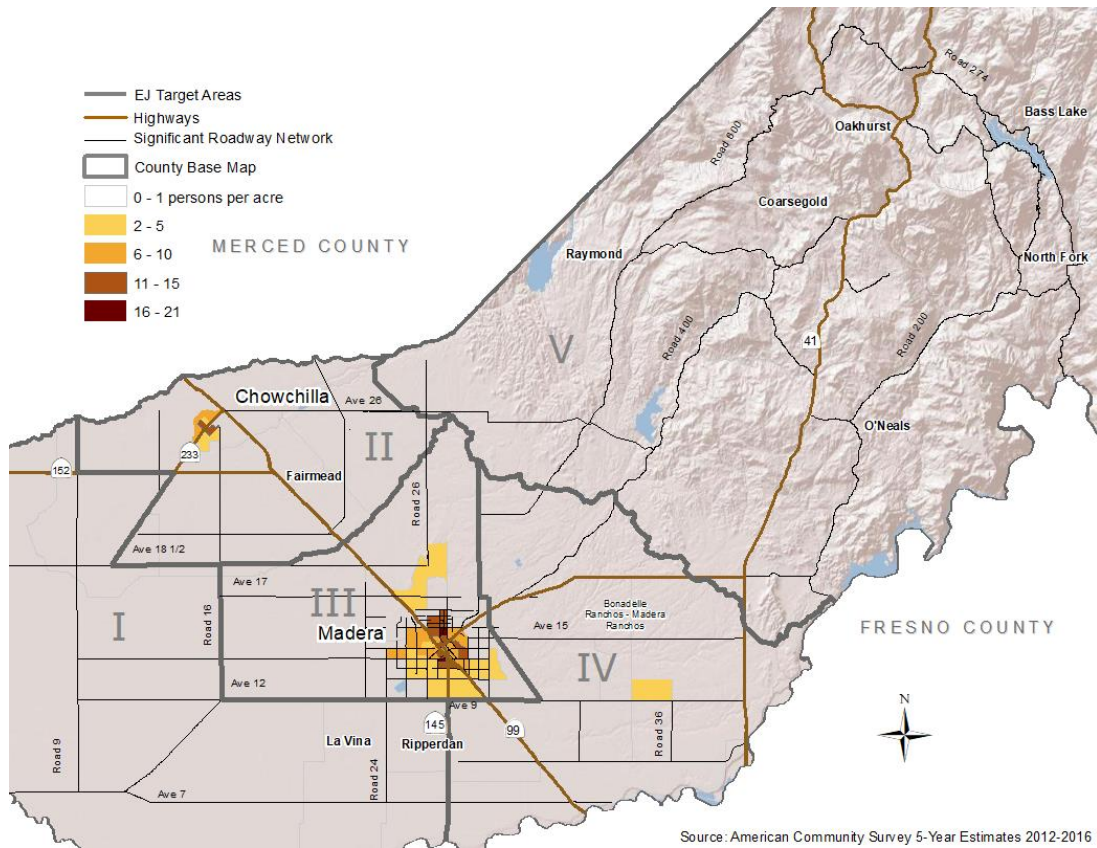 EJ Target Areas
Highways
Significant Roadway Network
County Base Map
0 - 1 persons per acre
2 - 5
6 - 10
11 - 15
16 - 21
MERCED COUNTY
Road 274
Bass Lake
Oakhurst
Road 600
Coarsegold
Raymond
North Fork
V
Road 400
Road 200
41
Chowchilla
Ave 26
O'Neals
II
233
152
Fairmead
Road 26
Ave 18 1/2
Ave 17
III
I
Road 16
Madera
Bonadelle
Ranchos - Madera
Ranchos
Ave 15
FRESNO COUNTY
IV
Ave 12
Ave 9
N
145
99
Road 36
La Vina
Ripperdan
Road 9
Road 24
Ave 7
Source: American Community Survey 5-Year Estimates 2012-2016